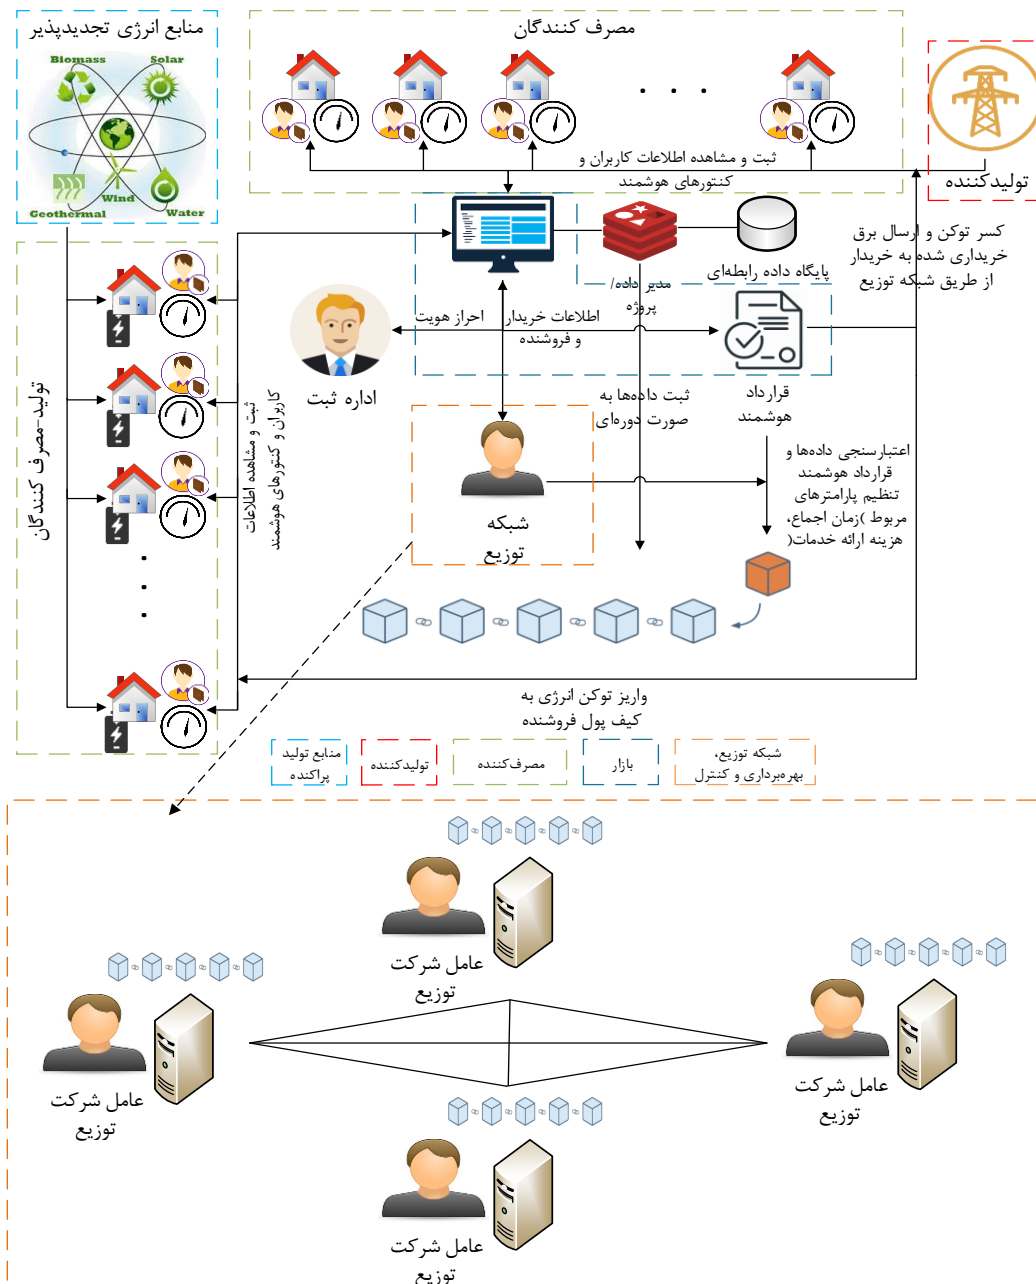 منابع انرژی تجدیدپذیر
Biomass
Solar
Wind
Geothermal
Water
مصرف کنندگان
ثبت و مشاهده اطلاعات کاربران و
کنتورهای هوشمند
تولیدکننده
کسر توکن و ارسال برق
خریداری شده به خریدار
از طریق شبکه توزیع
پایگاه داده رابطه‌ای
مدیر داده/
پروژه
احراز هویت
اطلاعات خریدار
و فروشنده
اداره ثبت
قرارداد
هوشمند
ثبت داده‌ها به
صورت دوره‌ای
تولید-مصرف کنندگان
ثبت و مشاهده اطلاعات
کاربران و کنتورهای هوشمند
شبکه
توزیع
اعتبارسنجی داده‌ها و
قرارداد هوشمند
تنظیم پارامترهای
مربوط )زمان اجماع،
هزینه ارائه خدمات(
واریز توکن انرژی به
کیف پول فروشنده
منابع تولید
پراکنده
تولیدکننده
مصرف‌کننده
بازار
شبکه توزیع،
بهره‌برداری و کنترل
عامل شرکت
توزیع
عامل شرکت
توزیع
عامل شرکت
توزیع
عامل شرکت
توزیع